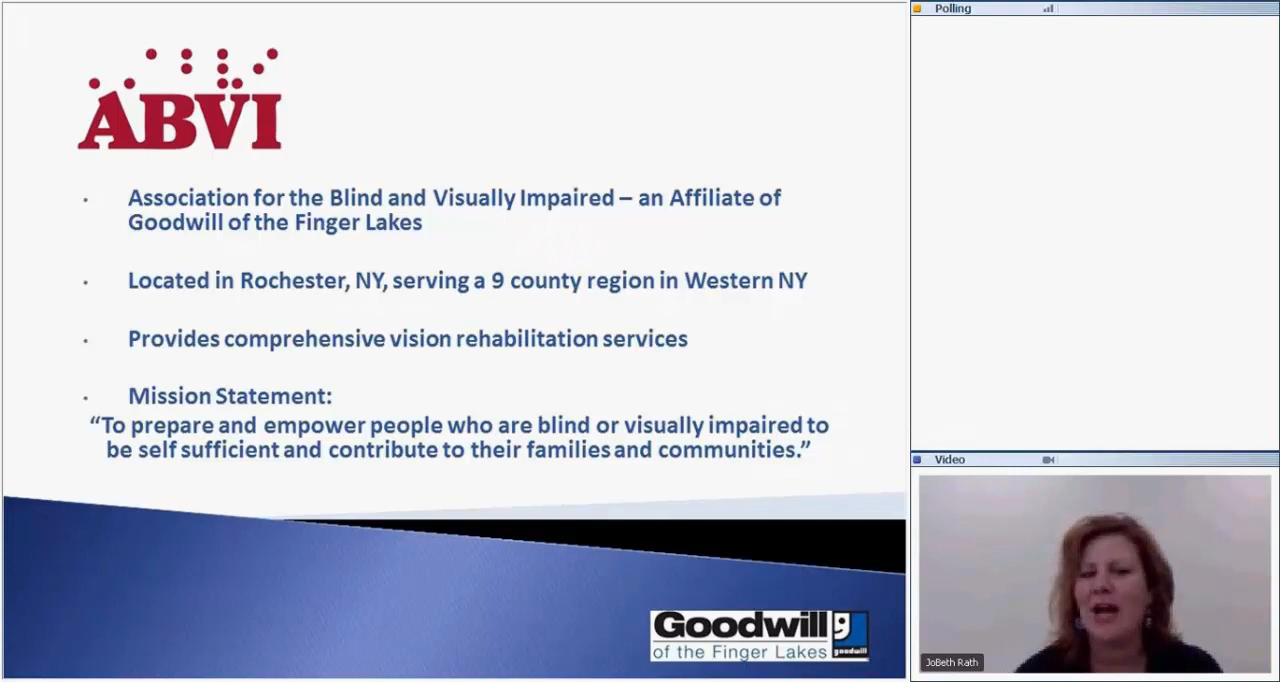 ABVI
Association for the Blind and Visually Impaired – an Affiliate of
Goodwill of the Finger Lakes
Located in Rochester, NY, serving a 9 county region in Western NY
Provides comprehensive vision rehabilitation services
Mission Statement:
“To prepare and empower people who are blind or visually impaired to
be self sufficient and contribute to their families and communities.”
Goodwill
of the Finger Lakes
goodwill
Polling
Video
JoBeth Rath